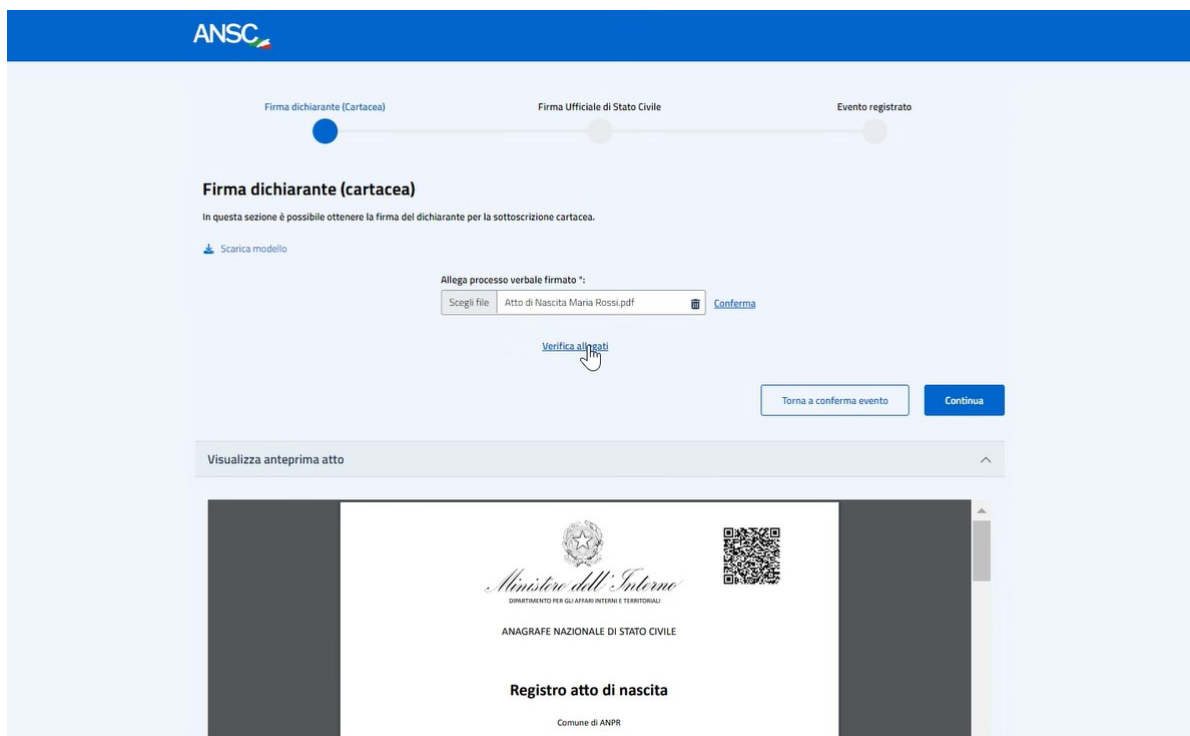 ANSC
Firma dichiarante (Cartacea)
Firma Ufficiale di Stato Civile
Evento registrato
Firma dichiarante (cartacea)
In questa sezione è possibile ottenere la firma del dichiarante per la sottoscrizione cartacea.
Scarica modello
Allega processo verbale firmato *:
Scegli file Atto di Nascita Maria Rossi.pdf Conferma
Verifica allegati
Torna a conferma evento Continua
Visualizza anteprima atto
Ministero dell'Interno
DIPARTIMENTO PER GLI AFFARI INTERNI E TERRITORIALI
ANAGRAFE NAZIONALE DI STATO CIVILE
Registro atto di nascita
Comune di ANPR